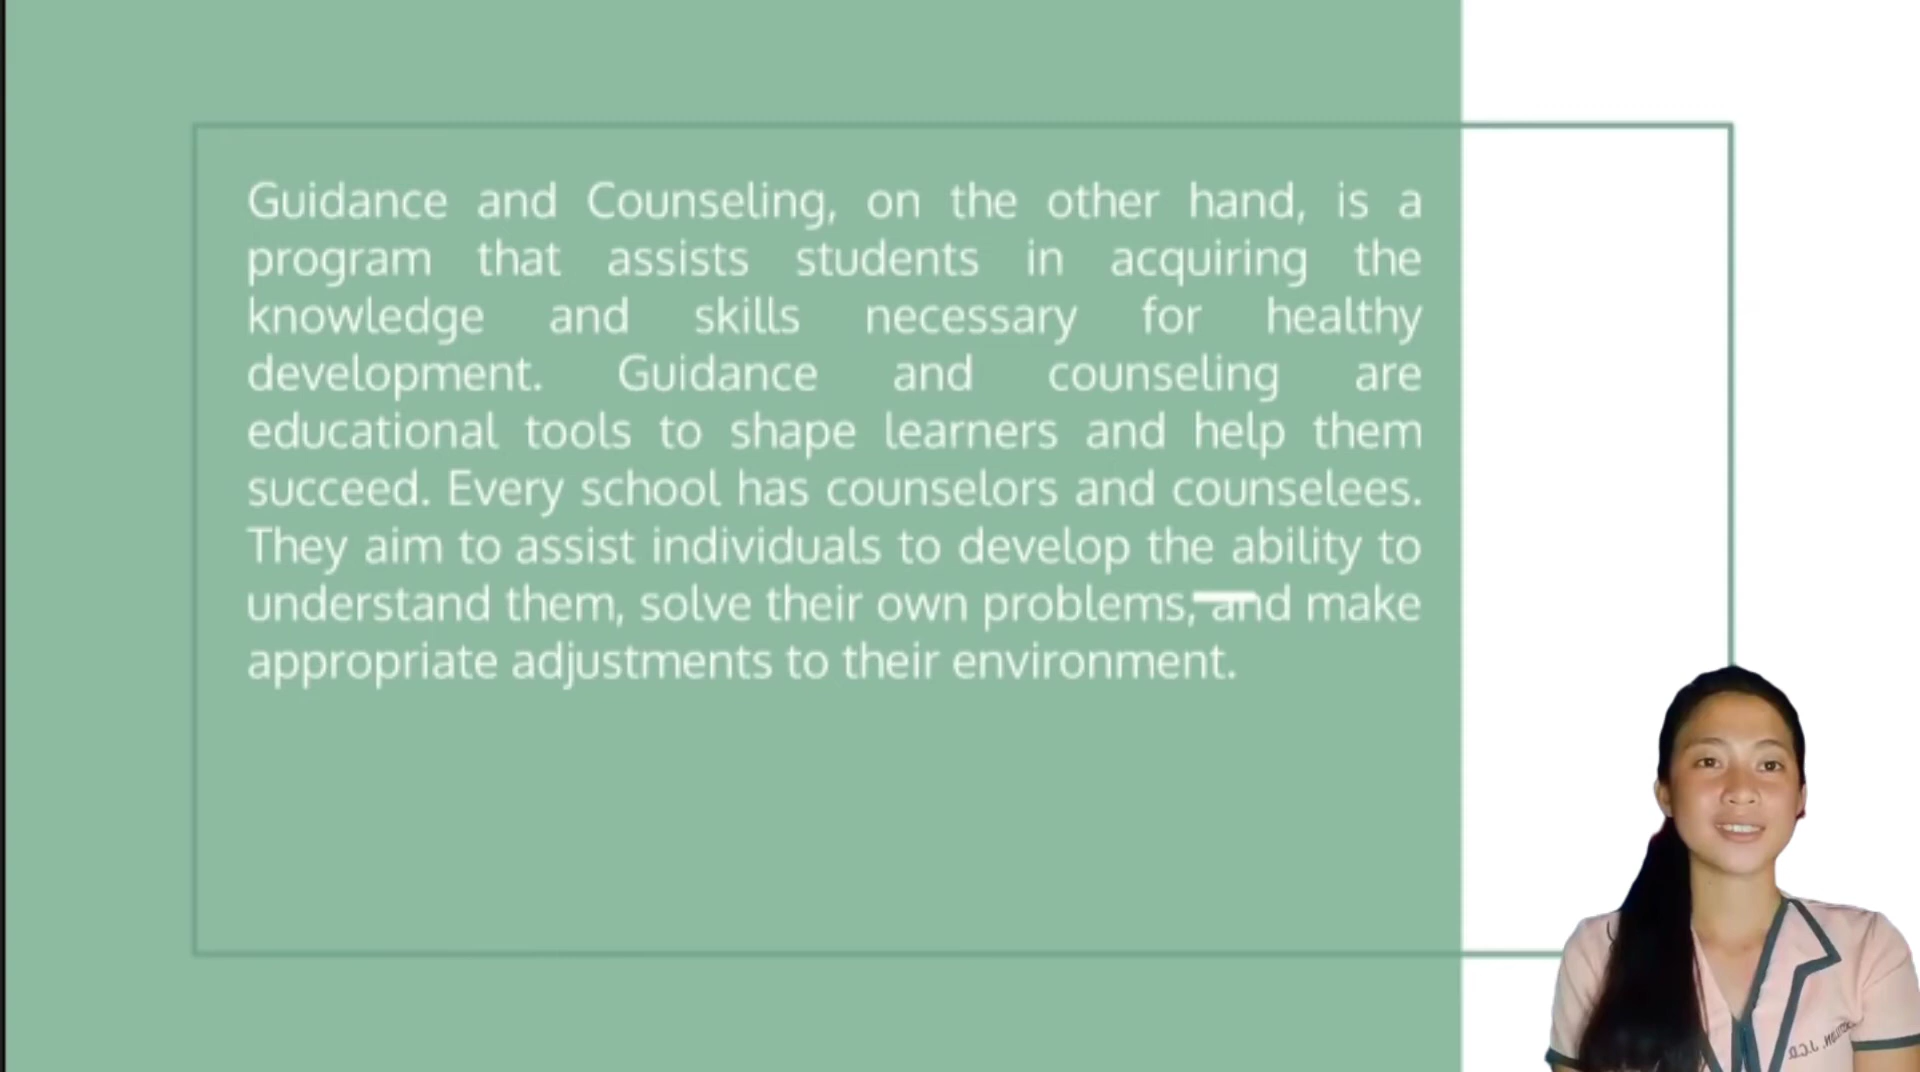 Guidance and Counseling, on the other hand, is a
program that assists students in acquiring the
knowledge and skills necessary for healthy
development. Guidance and counseling are
educational tools to shape learners and help them
succeed. Every school has counselors and counselees.
They aim to assist individuals to develop the ability to
understand them, solve their own problems, and make
appropriate adjustments to their environment.